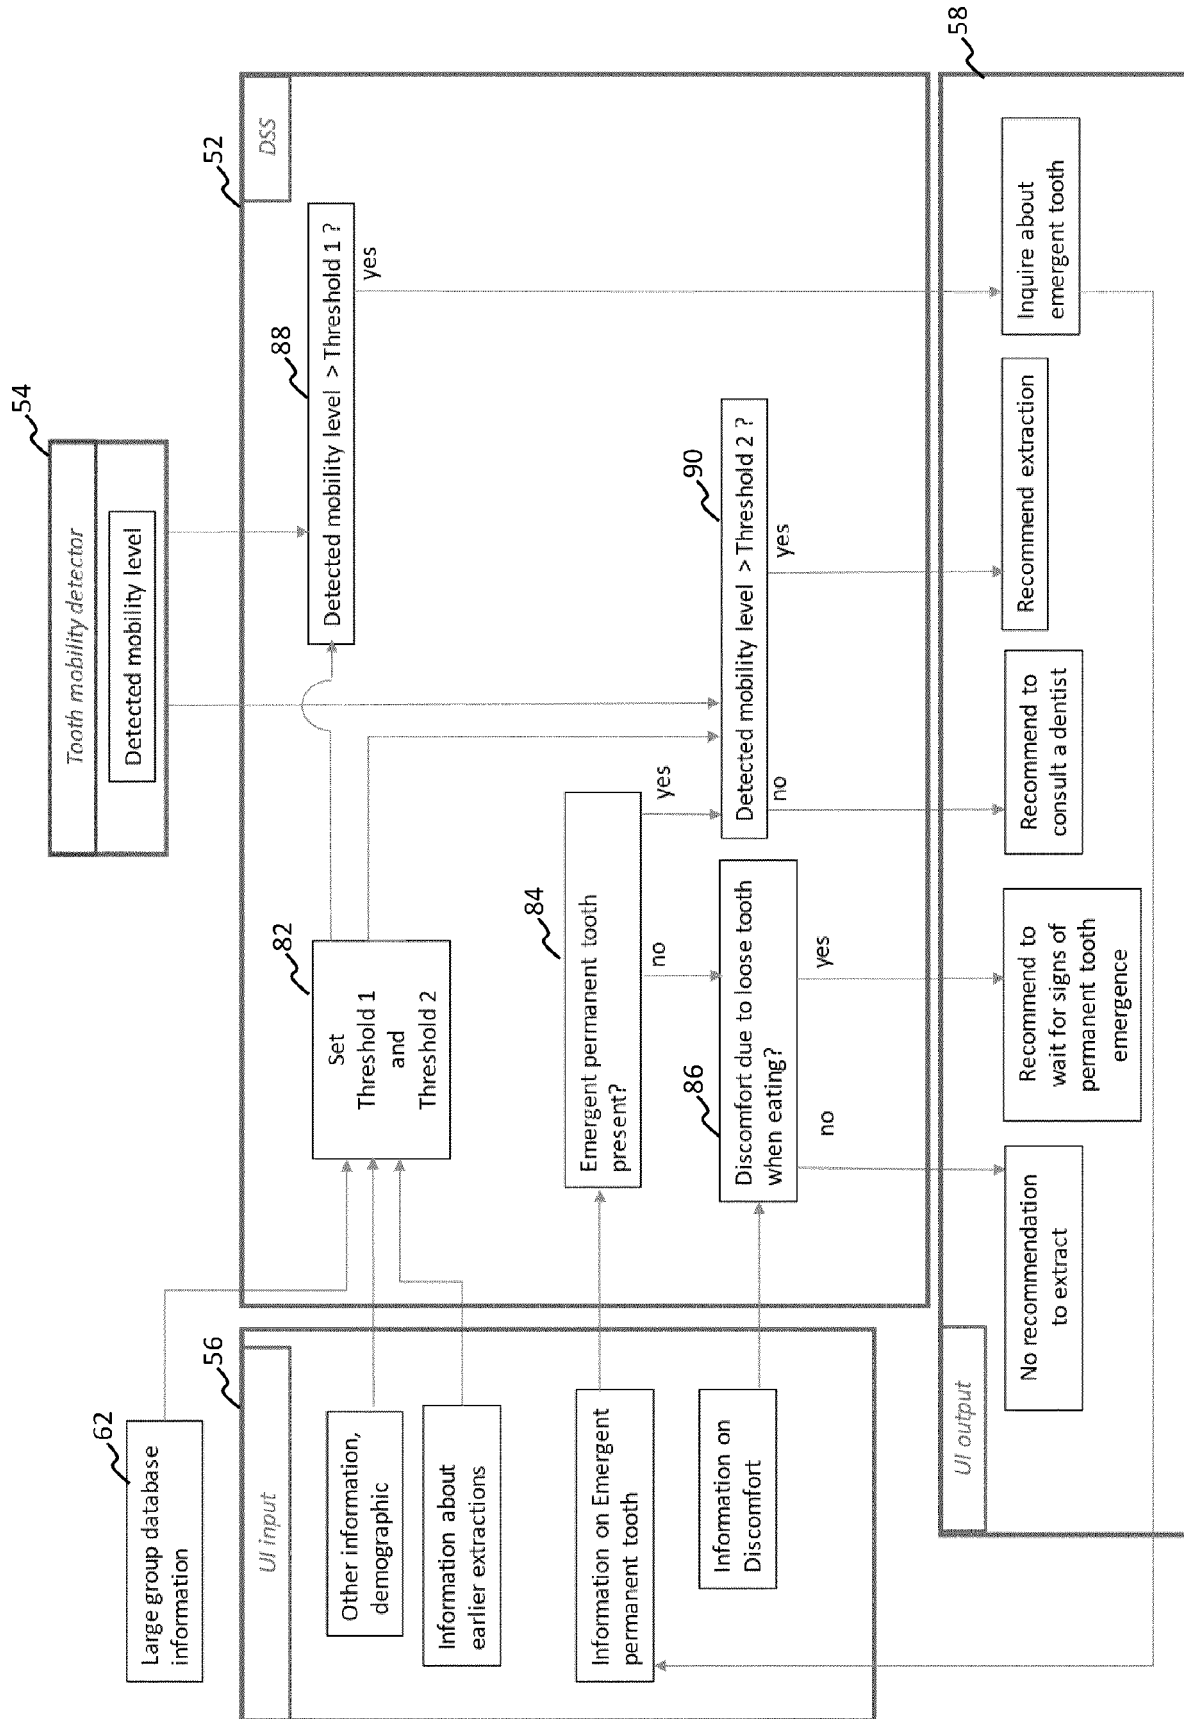 54
Tooth mobility detector
Detected mobility level
62
Large group database
information
56
UI input
Other information,
demographic
Information about
earlier extractions
Information on Emergent
permanent tooth
Information on
Discomfort
52
DSS
82
Set
Threshold 1
and
Threshold 2
88
Detected mobility level > Threshold 1 ?
yes
84
Emergent permanent tooth
present?
no
yes
86
Discomfort due to loose tooth
when eating?
no
yes
90
Detected mobility level > Threshold 2 ?
no
yes
58
UI output
No recommendation
to extract
Recommend to
wait for signs of
permanent tooth
emergence
Recommend to
consult a dentist
Recommend extraction
Inquire about
emergent tooth